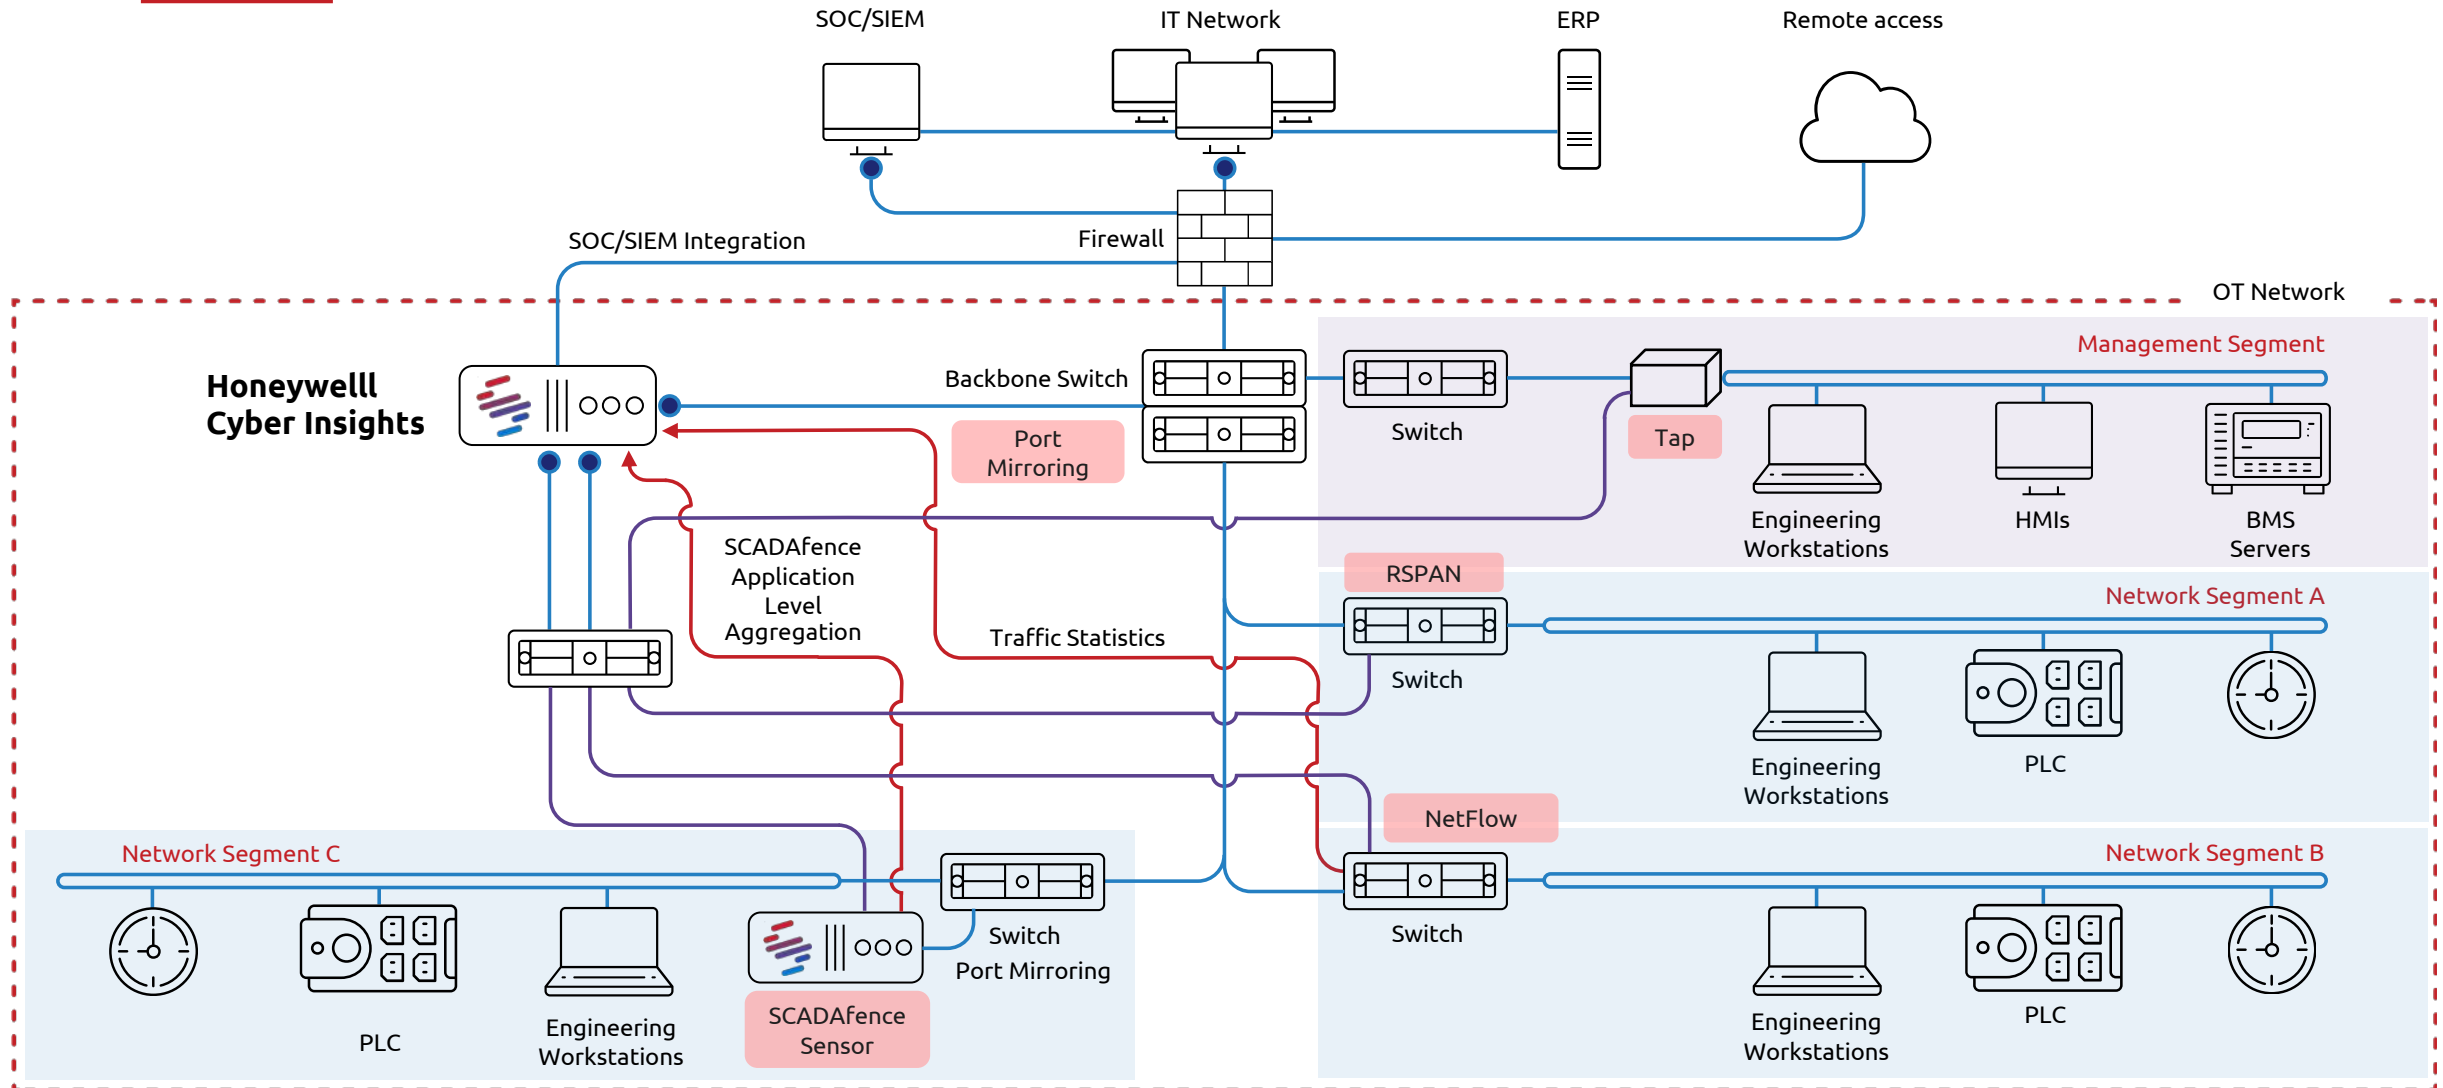 SOC/SIEM
IT Network
ERP
Remote access
SOC/SIEM Integration
Firewall
OT Network
Honeywelll
Cyber Insights
Backbone Switch
Port
Mirroring
Switch
Tap
Management Segment
Engineering
Workstations
HMIs
BMS
Servers
SCADAfence
Application
Level
Aggregation
Traffic Statistics
RSPAN
Switch
Network Segment A
Engineering
Workstations
PLC
NetFlow
Switch
Network Segment B
Engineering
Workstations
PLC
Network Segment C
PLC
Engineering
Workstations
SCADAfence
Sensor
Switch
Port Mirroring